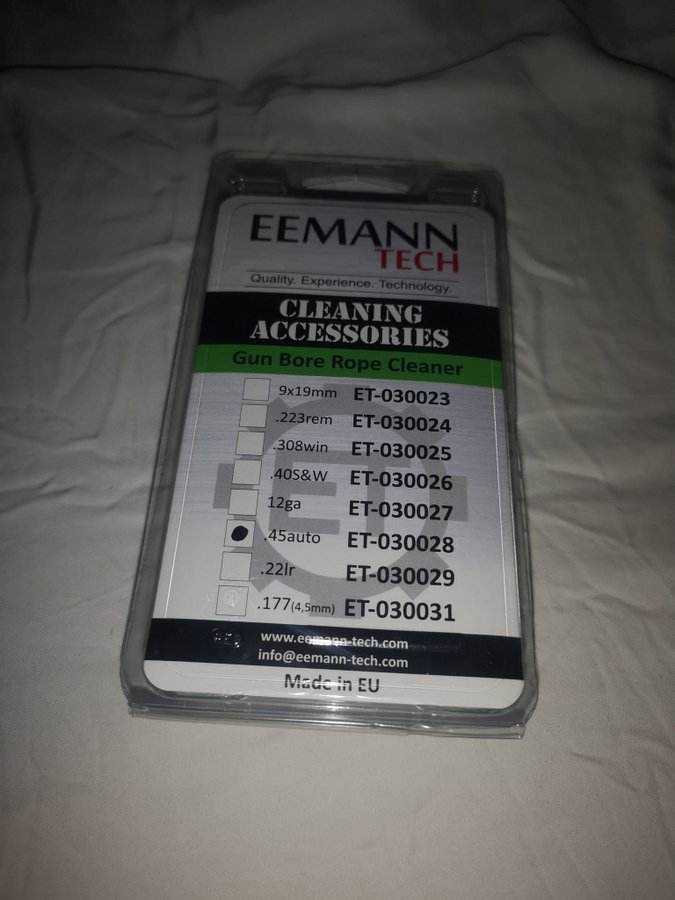 EEMANN
TECH
Quality. Experience. Technology.
CLEANING
ACCESSORIES
Gun Bore Rope Cleaner
9x19mm ET-030023
.223rem ET-030024
.308win ET-030025
.40S&W ET-030026
12ga ET-030027
.45auto ET-030028
.22lr ET-030029
.177(4,5mm) ET-030031
www.eemann-tech.com
info@eemann-tech.com
Made in EU